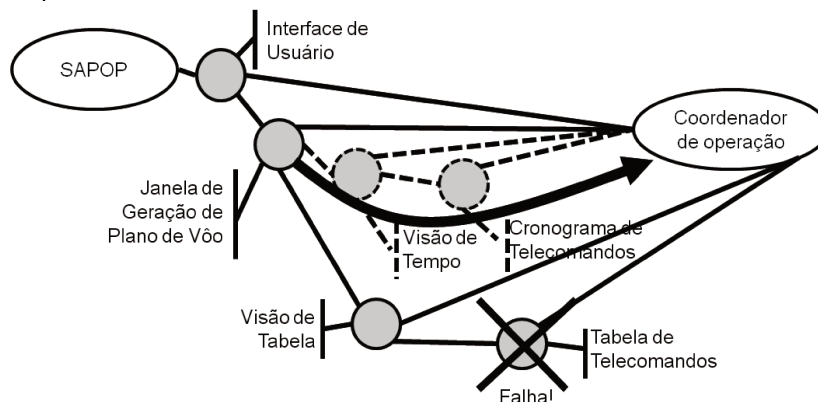 Interface de
Usuário
SAPOP
Coordenador
de operação
Janela de
Geração de
Plano de Vôo
Visão de
Tempo
Cronograma de
Telecomandos
Visão de
Tabela
Tabela de
Telecomandos
Falha!